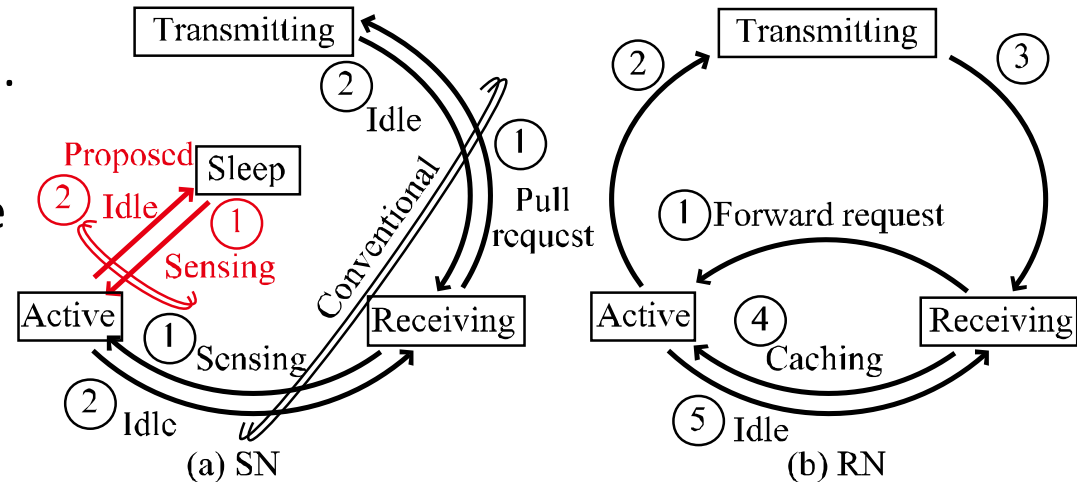 Transmitting
②
Idle
①
Pull
request
Conventional
Proposed
Sleep
②
Idle
①
Sensing
Active
Receiving
①
Sensing
②
Idle
(a) SN
Transmitting
②
③
①
Forward request
Active
Receiving
④
Caching
⑤
Idle
(b) RN
.
e